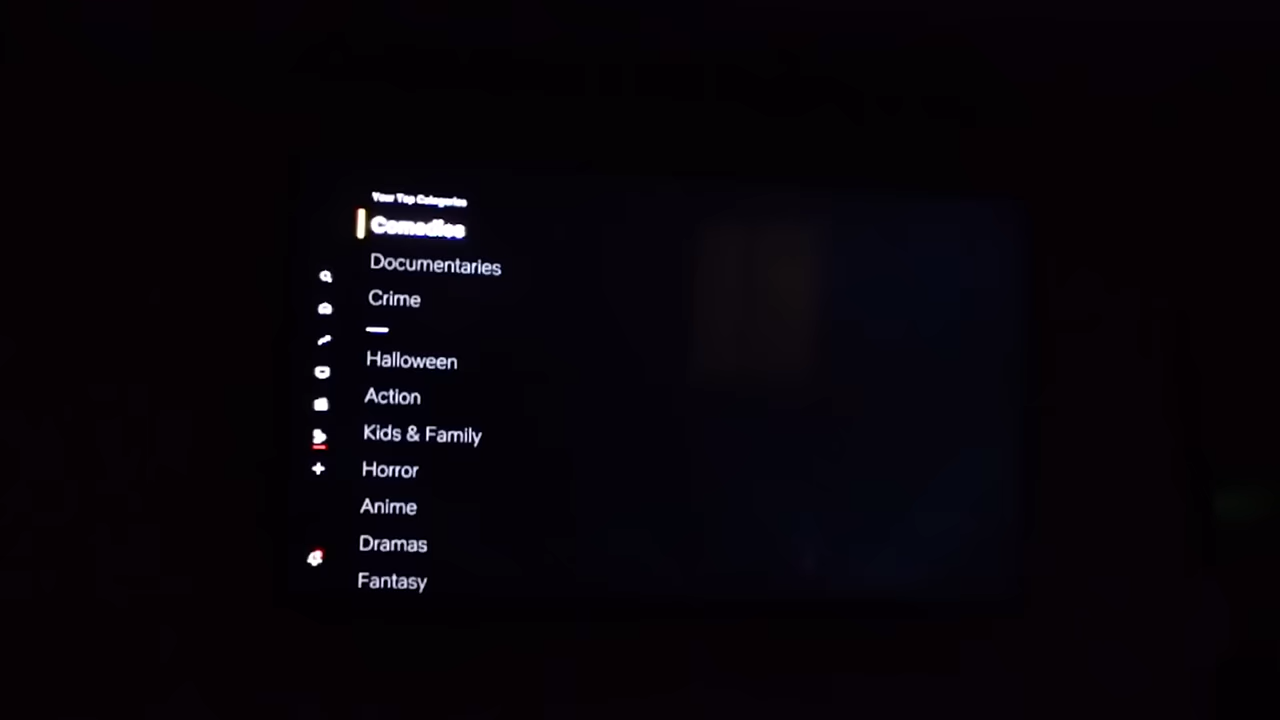 Your Top Categories
Comedies
Documentaries
Crime
Halloween
Action
Kids & Family
Horror
Anime
Dramas
Fantasy